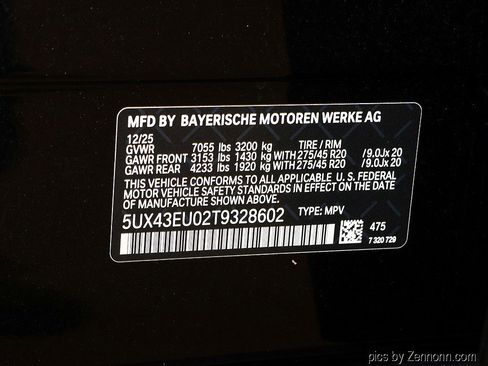 MFD BY BAYERISCHE MOTOREN WERKE AG
12/25
GVWR 7055 lbs 3200 kg TIRE / RIM
GAWR FRONT 3153 lbs 1430 kg WITH 275/45 R20 /9.0Jx 20
GAWR REAR 4233 lbs 1920 kg WITH 275/45 R20 /9.0Jx 20
THIS VEHICLE CONFORMS TO ALL APPLICABLE U. S. FEDERAL
MOTOR VEHICLE SAFETY STANDARDS IN EFFECT ON THE DATE
OF MANUFACTURE SHOWN ABOVE.
5UX43EU02T9328602 TYPE: MPV
475
7 320 729
pics by Zennonn.com